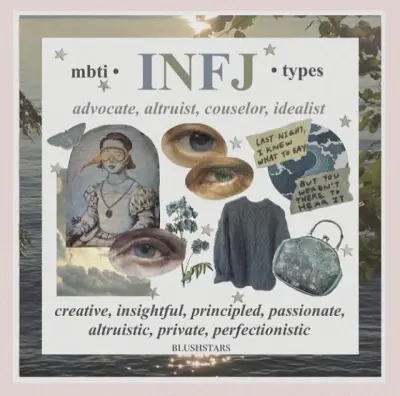 mbti • INFJ • types
advocate, altruist, couselor, idealist
LAST NIGHT,
I KNEW
WHAT TO SAY
BUT YOU
WEREN'T
THERE TO
HEAR IT
creative, insightful, principled, passionate,
altruistic, private, perfectionistic
BLUSHSTARS